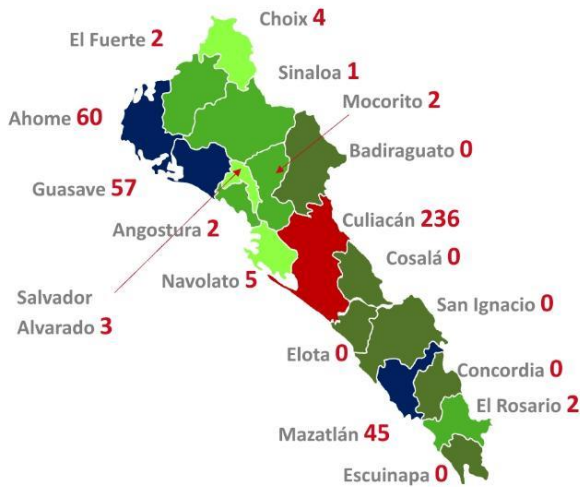 Choix 4
El Fuerte 2
Sinaloa 1
Mocorito 2
Ahome 60
Badiraguato 0
Guasave 57
Culiacán 236
Angostura 2
Cosalá 0
Navolato 5
Salvador
Alvarado 3
San Ignacio 0
Elota 0
Concordia 0
El Rosario 2
Mazatlán 45
Escuinapa 0